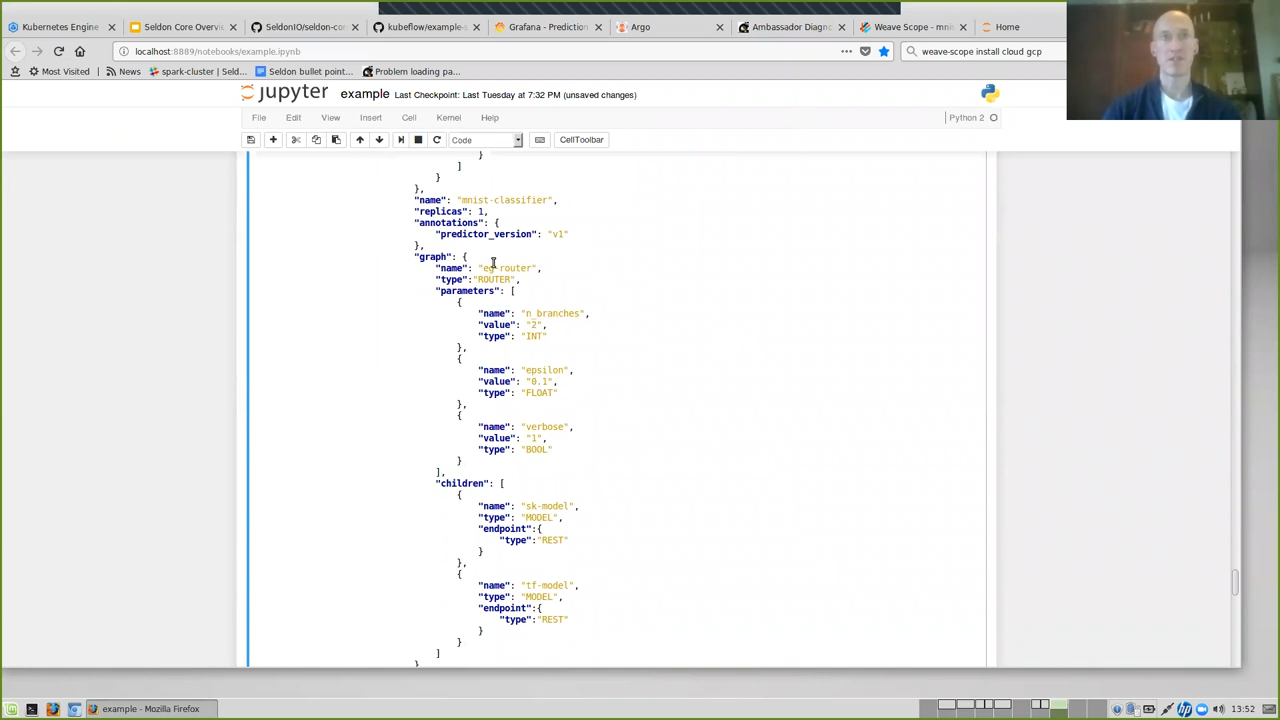 Kubernetes Engine
Seldon Core Overvi
SeldonIO/seldon-cor
kubeflow/example-s
Grafana - Prediction
Argo
Ambassador Diagno
Weave Scope - mnis
Home
localhost:8889/notebooks/example.ipynb
weave-scope install cloud gcp
Most Visited
News
spark-cluster | Seld...
Seldon bullet point...
Problem loading pa...
jupyter example Last Checkpoint: Last Tuesday at 7:32 PM (unsaved changes)
File Edit View Insert Cell Kernel Help
Python 2
Code
CellToolbar
}
]
}
},
"name": "mnist-classifier",
"replicas": 1,
"annotations": {
"predictor_version": "v1"
},
"graph": {
"name": "eg-router",
"type":"ROUTER",
"parameters": [
{
"name": "n_branches",
"value": "2",
"type": "INT"
},
{
"name": "epsilon",
"value": "0.1",
"type": "FLOAT"
},
{
"name": "verbose",
"value": "1",
"type": "BOOL"
}
],
"children": [
{
"name": "sk-model",
"type": "MODEL",
"endpoint":{
"type":"REST"
}
},
{
"name": "tf-model",
"type": "MODEL",
"endpoint":{
"type":"REST"
}
}
]
}
example - Mozilla Firefox
13:52